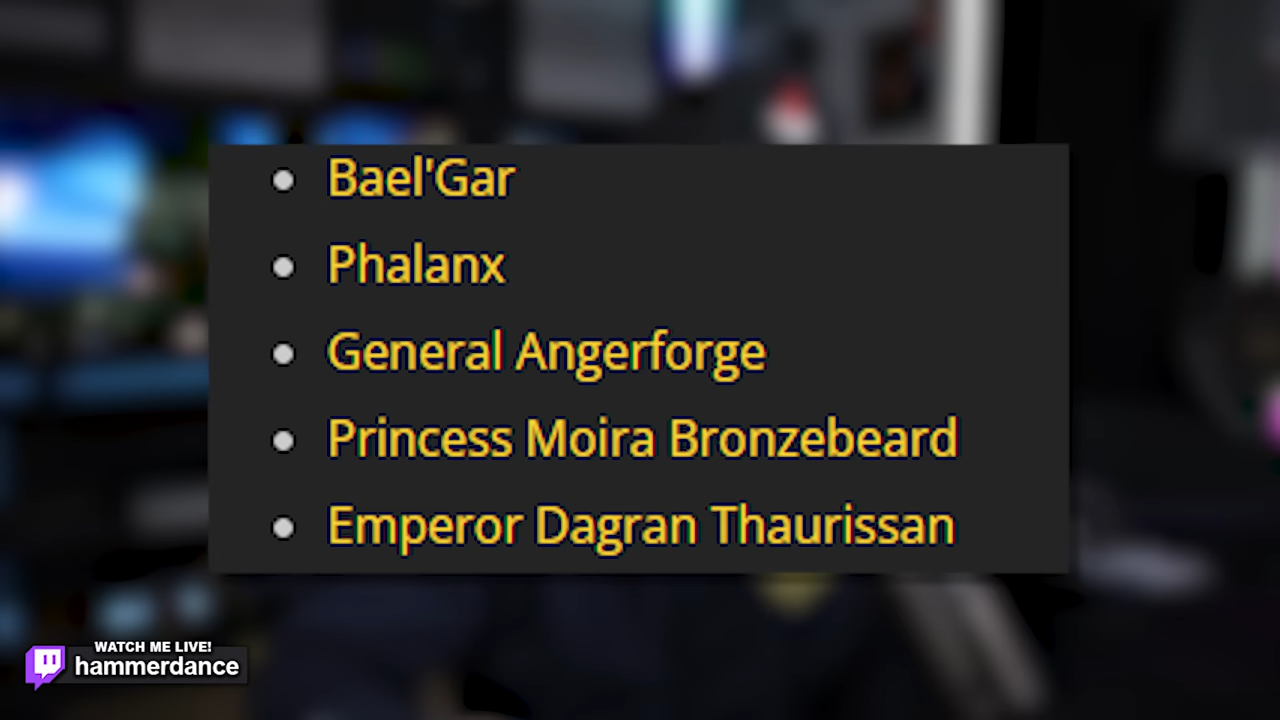 Bael'Gar
Phalanx
General Angerforge
Princess Moira Bronzebeard
Emperor Dagran Thaurissan
WATCH ME LIVE!
hammerdance